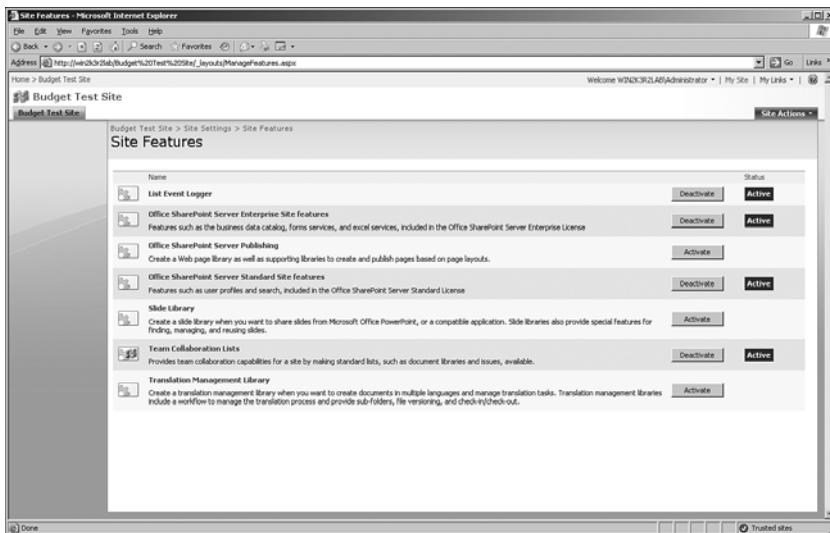 Site Features - Microsoft Internet Explorer
File Edit View Favorites Tools Help
Back Search Favorites
Address http://win2k3r2lab/Budget%20Test%20Site/_layouts/ManageFeatures.aspx Go Links
Home > Budget Test Site Welcome WIN2K3R2LAB\Administrator | My Site | My Links
Budget Test Site
Budget Test Site Site Actions
Budget Test Site > Site Settings > Site Features
Site Features
Name Status
List Event Logger Deactivate Active
Office SharePoint Server Enterprise Site features
Features such as the business data catalog, forms services, and excel services, included in the Office SharePoint Server Enterprise License Deactivate Active
Office SharePoint Server Publishing
Create a Web page library as well as supporting libraries to create and publish pages based on page layouts. Activate
Office SharePoint Server Standard Site features
Features such as user profiles and search, included in the Office SharePoint Server Standard License Deactivate Active
Slide Library
Create a slide library when you want to share slides from Microsoft Office PowerPoint, or a compatible application. Slide libraries also provide special features for Activate
finding, managing, and reusing slides.
Team Collaboration Lists
Provides team collaboration capabilities for a site by making standard lists, such as document libraries and issues, available. Deactivate Active
Translation Management Library
Create a translation management library when you want to create documents in multiple languages and manage translation tasks. Translation management libraries Activate
include a workflow to manage the translation process and provide sub-folders, file versioning, and check-in/check-out.
Done Trusted sites